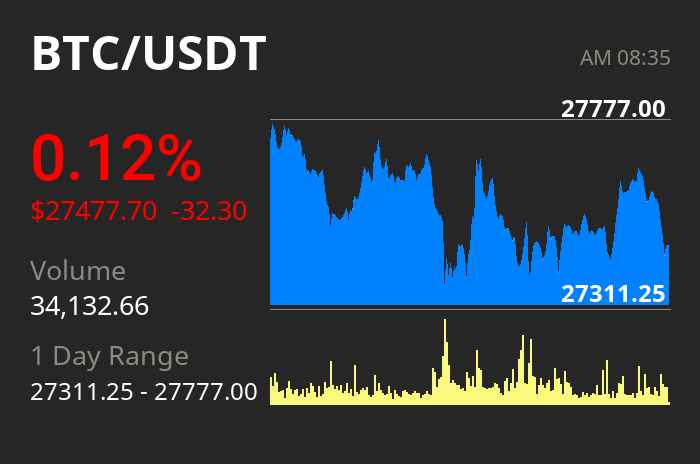 BTC/USDT
AM 08:35
27777.00
0.12%
$27477.70 -32.30
Volume
34,132.66
27311.25
1 Day Range
27311.25 - 27777.00